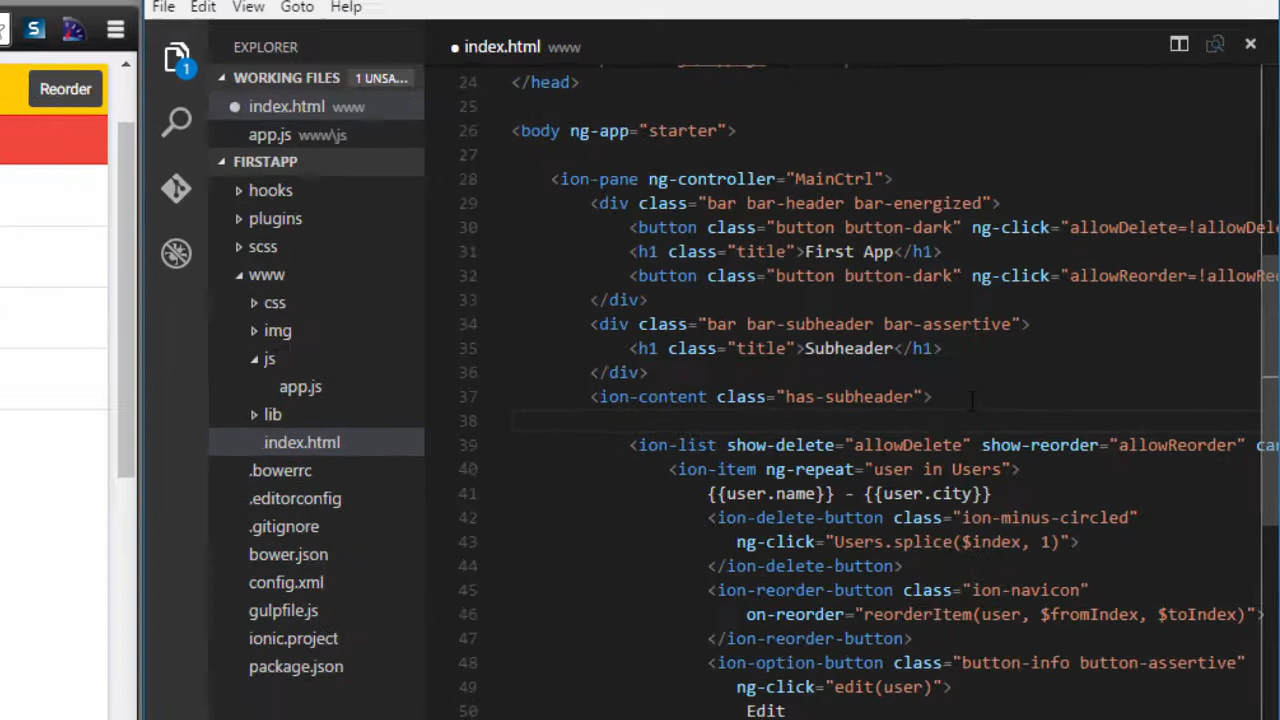 File Edit View Goto Help
Reorder
EXPLORER
WORKING FILES 1 UNSA...
index.html www
app.js www\js
FIRSTAPP
hooks
plugins
scss
www
css
img
js
app.js
lib
index.html
.bowerrc
.editorconfig
.gitignore
bower.json
config.xml
gulpfile.js
ionic.project
package.json
1
index.html www
24 </head>
25
26 <body ng-app="starter">
27
28 <ion-pane ng-controller="MainCtrl">
29 <div class="bar bar-header bar-energized">
30 <button class="button button-dark" ng-click="allowDelete=!allowDele
31 <h1 class="title">First App</h1>
32 <button class="button button-dark" ng-click="allowReorder=!allowRe
33 </div>
34 <div class="bar bar-subheader bar-assertive">
35 <h1 class="title">Subheader</h1>
36 </div>
37 <ion-content class="has-subheader">
38
39 <ion-list show-delete="allowDelete" show-reorder="allowReorder" ca
40 <ion-item ng-repeat="user in Users">
41 {{user.name}} - {{user.city}}
42 <ion-delete-button class="ion-minus-circled"
43 ng-click="Users.splice($index, 1)">
44 </ion-delete-button>
45 <ion-reorder-button class="ion-navicon"
46 on-reorder="reorderItem(user, $fromIndex, $toIndex)">
47 </ion-reorder-button>
48 <ion-option-button class="button-info button-assertive"
49 ng-click="edit(user)">
50 Edit